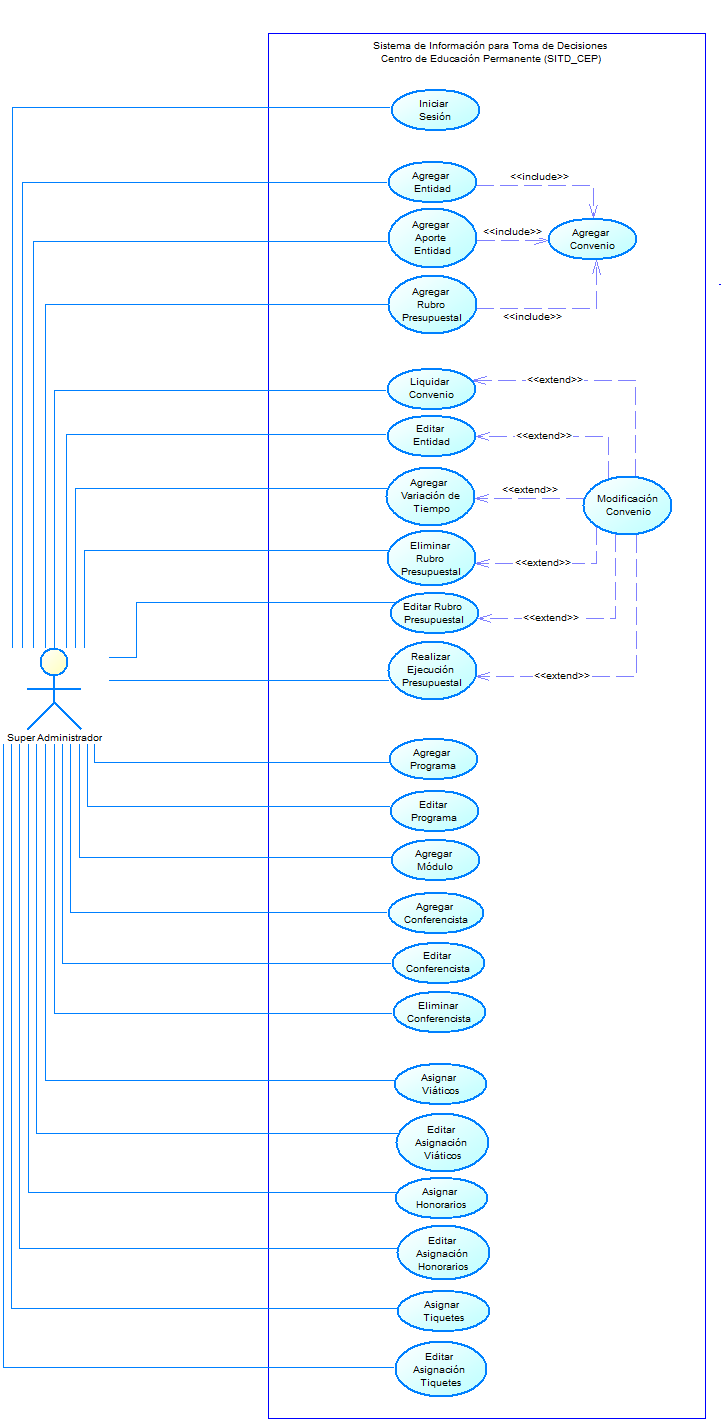 Sistema de Información para Toma de Decisiones
Centro de Educación Permanente (SITD_CEP)
Iniciar
Sesión
Agregar
Entidad
<<include>>
Agregar
Aporte
Entidad
<<include>>
Agregar
Convenio
Agregar
Rubro
Presupuestal
<<include>>
Liquidar
Convenio
<<extend>>
Editar
Entidad
<<extend>>
Agregar
Variación de
Tiempo
<<extend>>
Modificación
Convenio
Eliminar
Rubro
Presupuestal
<<extend>>
Editar Rubro
Presupuestal
<<extend>>
Realizar
Ejecución
Presupuestal
<<extend>>
Super Administrador
Agregar
Programa
Editar
Programa
Agregar
Módulo
Agregar
Conferencista
Editar
Conferencista
Eliminar
Conferencista
Asignar
Viáticos
Editar
Asignación
Viáticos
Asignar
Honorarios
Editar
Asignación
Honorarios
Asignar
Tiquetes
Editar
Asignación
Tiquetes